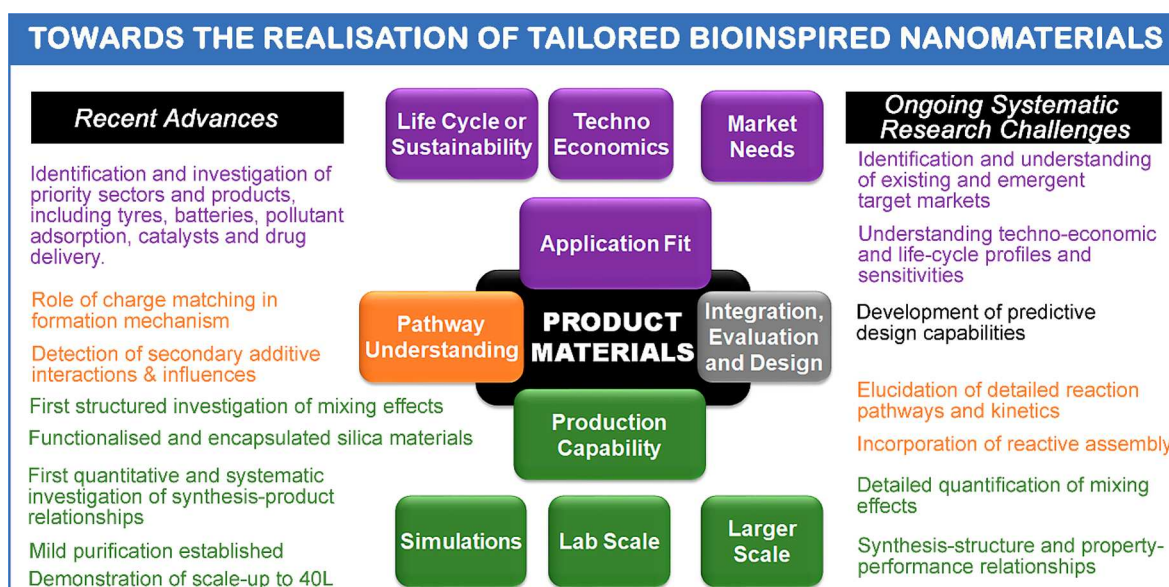 TOWARDS THE REALISATION OF TAILORED BIOINSPIRED NANOMATERIALS
Recent Advances
Identification and investigation of
priority sectors and products,
including tyres, batteries, pollutant
adsorption, catalysts and drug
delivery.
Role of charge matching in
formation mechanism
Detection of secondary additive
interactions & influences
First structured investigation of mixing effects
Functionalised and encapsulated silica materials
First quantitative and systematic
investigation of synthesis-product
relationships
Mild purification established
Demonstration of scale-up to 40L
Life Cycle or
Sustainability
Techno
Economics
Market
Needs
Application Fit
Pathway
Understanding
PRODUCT
MATERIALS
Integration,
Evaluation
and Design
Production
Capability
Simulations
Lab Scale
Larger
Scale
Ongoing Systematic
Research Challenges
Identification and understanding
of existing and emergent
target markets
Understanding techno-economic
and life-cycle profiles and
sensitivities
Development of predictive
design capabilities
Elucidation of detailed reaction
pathways and kinetics
Incorporation of reactive assembly
Detailed quantification of mixing
effects
Synthesis-structure and property-
performance relationships